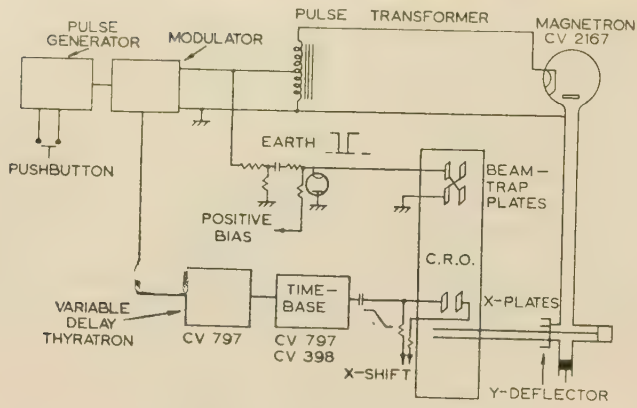 PULSE TRANSFORMER
MAGNETRON
CV 2167
PULSE
GENERATOR
MODULATOR
PUSHBUTTON
EARTH
POSITIVE
BIAS
BEAM-
TRAP
PLATES
C.R.O.
VARIABLE
DELAY
THYRATRON
CV 797
TIME-
BASE
CV 797
CV 398
X-PLATES
X-SHIFT
Y-DEFLECTOR